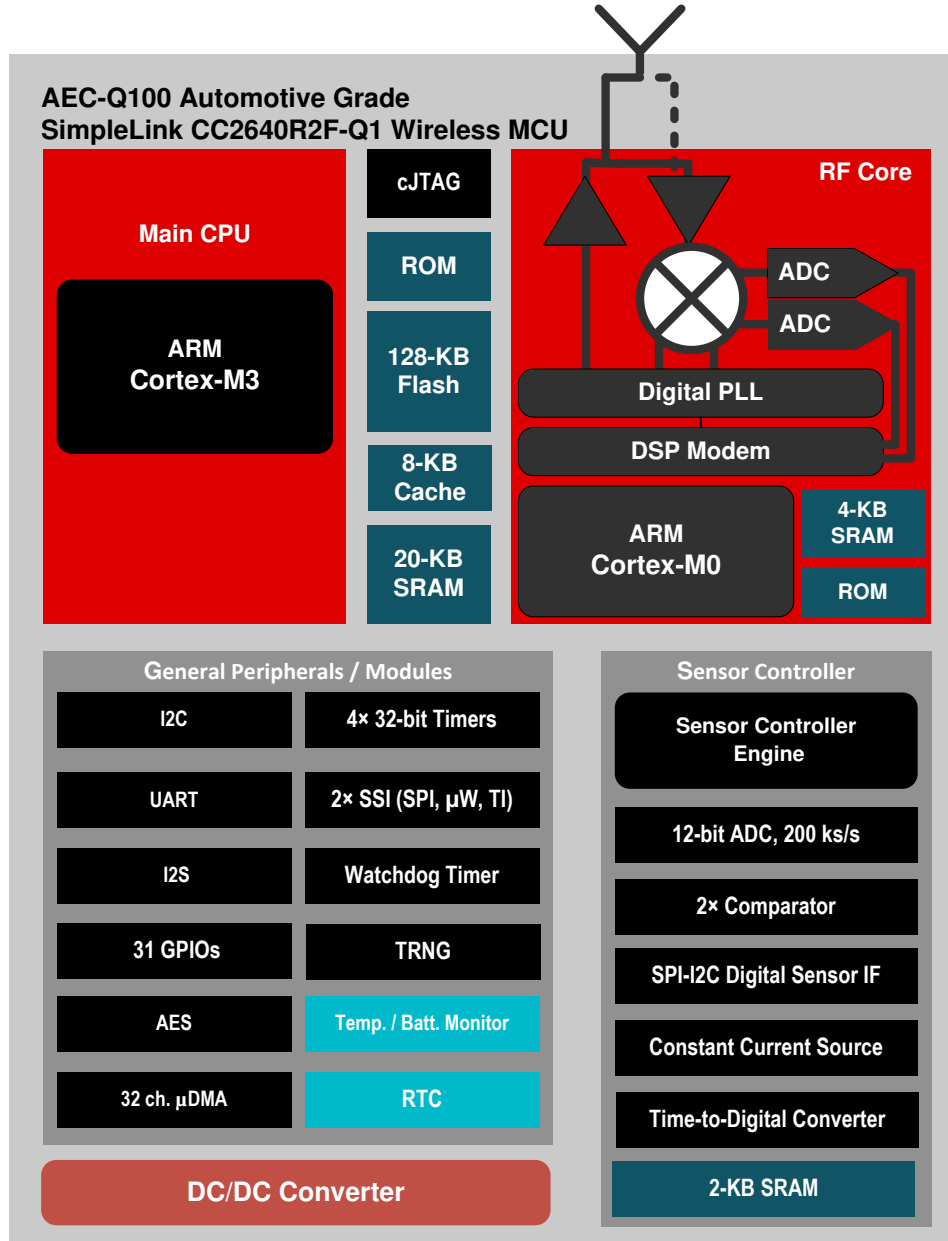 AEC-Q100 Automotive Grade
SimpleLink CC2640R2F-Q1 Wireless MCU
Main CPU
ARM
Cortex-M3
cJTAG
ROM
128-KB
Flash
8-KB
Cache
20-KB
SRAM
RF Core
ADC
ADC
Digital PLL
DSP Modem
ARM
Cortex-M0
4-KB
SRAM
ROM
General Peripherals / Modules
I2C
4× 32-bit Timers
UART
2× SSI (SPI, µW, TI)
I2S
Watchdog Timer
31 GPIOs
TRNG
AES
Temp. / Batt. Monitor
32 ch. µDMA
RTC
Sensor Controller
Sensor Controller
Engine
12-bit ADC, 200 ks/s
2× Comparator
SPI-I2C Digital Sensor IF
Constant Current Source
Time-to-Digital Converter
2-KB SRAM
DC/DC Converter